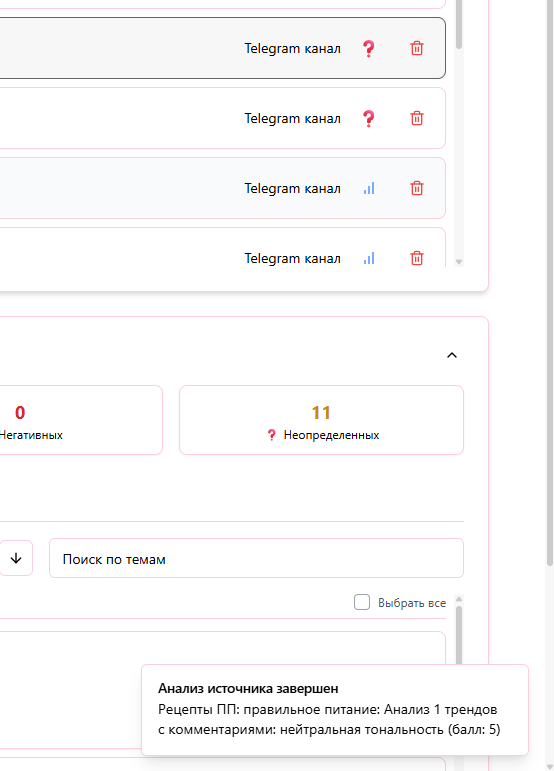 Telegram канал
Telegram канал
Telegram канал
Telegram канал
0
Негативных
11
Неопределенных
Поиск по темам
Выбрать все
Анализ источника завершен
Рецепты ПП: правильное питание: Анализ 1 трендов
с комментариями: нейтральная тональность (балл: 5)